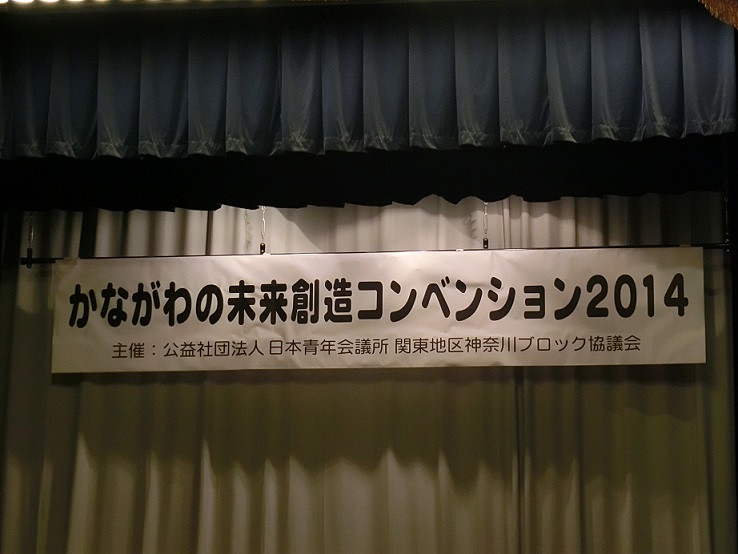 かながわの未来創造コンベンション2014
主催：公益社団法人 日本青年会議所 関東地区神奈川ブロック協議会